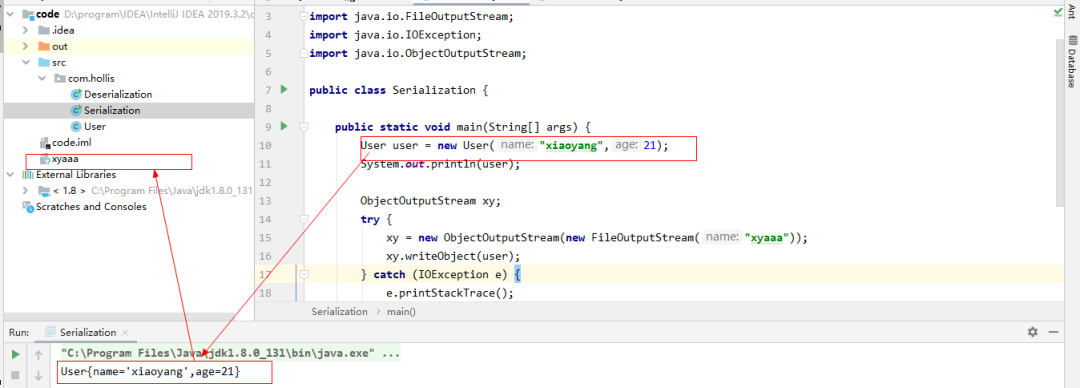 code D:\program\IDEA\IntelliJ IDEA 2019.3.2\c
.idea
out
src
com.hollis
Deserialization
Serialization
User
code.iml
xyaaa
External Libraries
< 1.8 > C:\Program Files\Java\jdk1.8.0_131
Scratches and Consoles
3 import java.io.FileOutputStream;
4 import java.io.IOException;
5 import java.io.ObjectOutputStream;
6
7 public class Serialization {
8
9 public static void main(String[] args) {
10 User user = new User( name: "xiaoyang", age: 21);
11 System.out.println(user);
12
13 ObjectOutputStream xy;
14 try {
15 xy = new ObjectOutputStream(new FileOutputStream( name: "xyaaa"));
16 xy.writeObject(user);
17 } catch (IOException e) {
18 e.printStackTrace();
Serialization > main()
Ant
Database
Run: Serialization ×
"C:\Program Files\Java\jdk1.8.0_131\bin\java.exe" ...
User{name='xiaoyang',age=21}